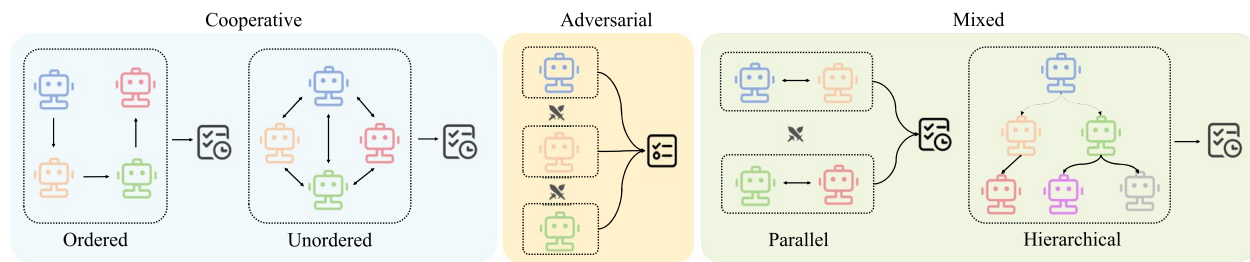 Cooperative
Adversarial
Mixed
Ordered
Unordered
Parallel
Hierarchical